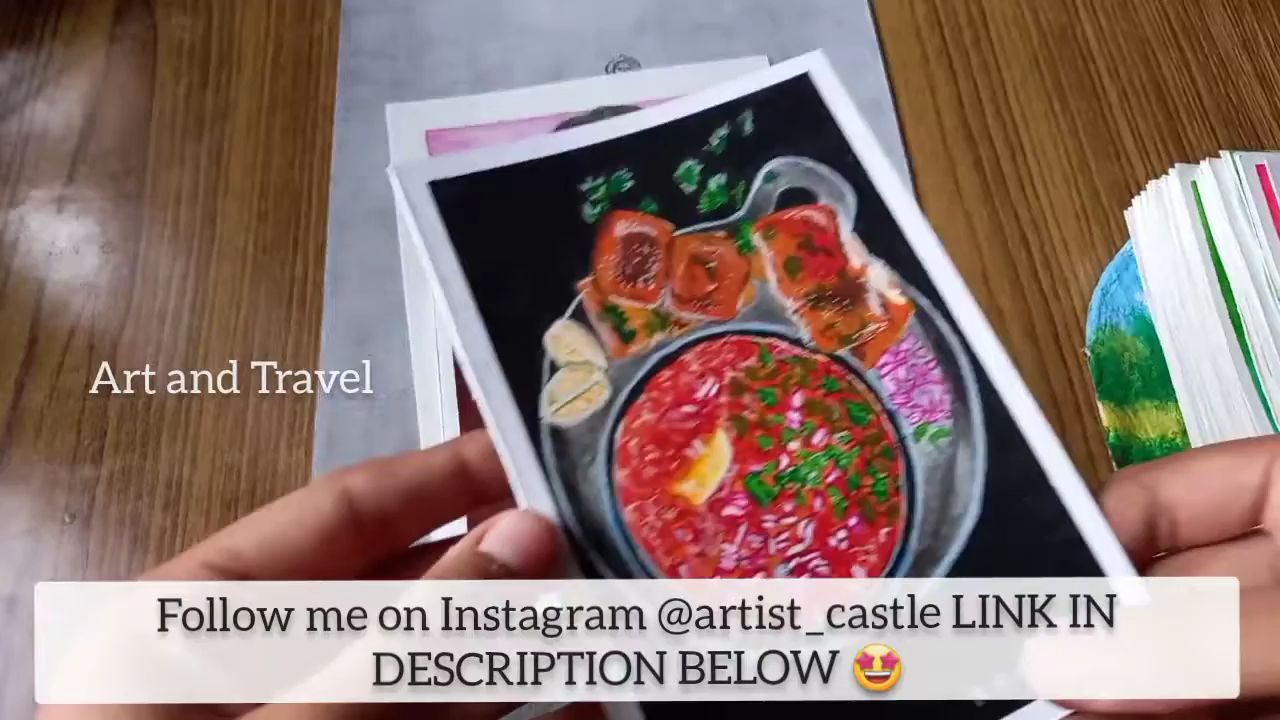 Art and Travel
Follow me on Instagram @artist_castle LINK IN
DESCRIPTION BELOW 🤩